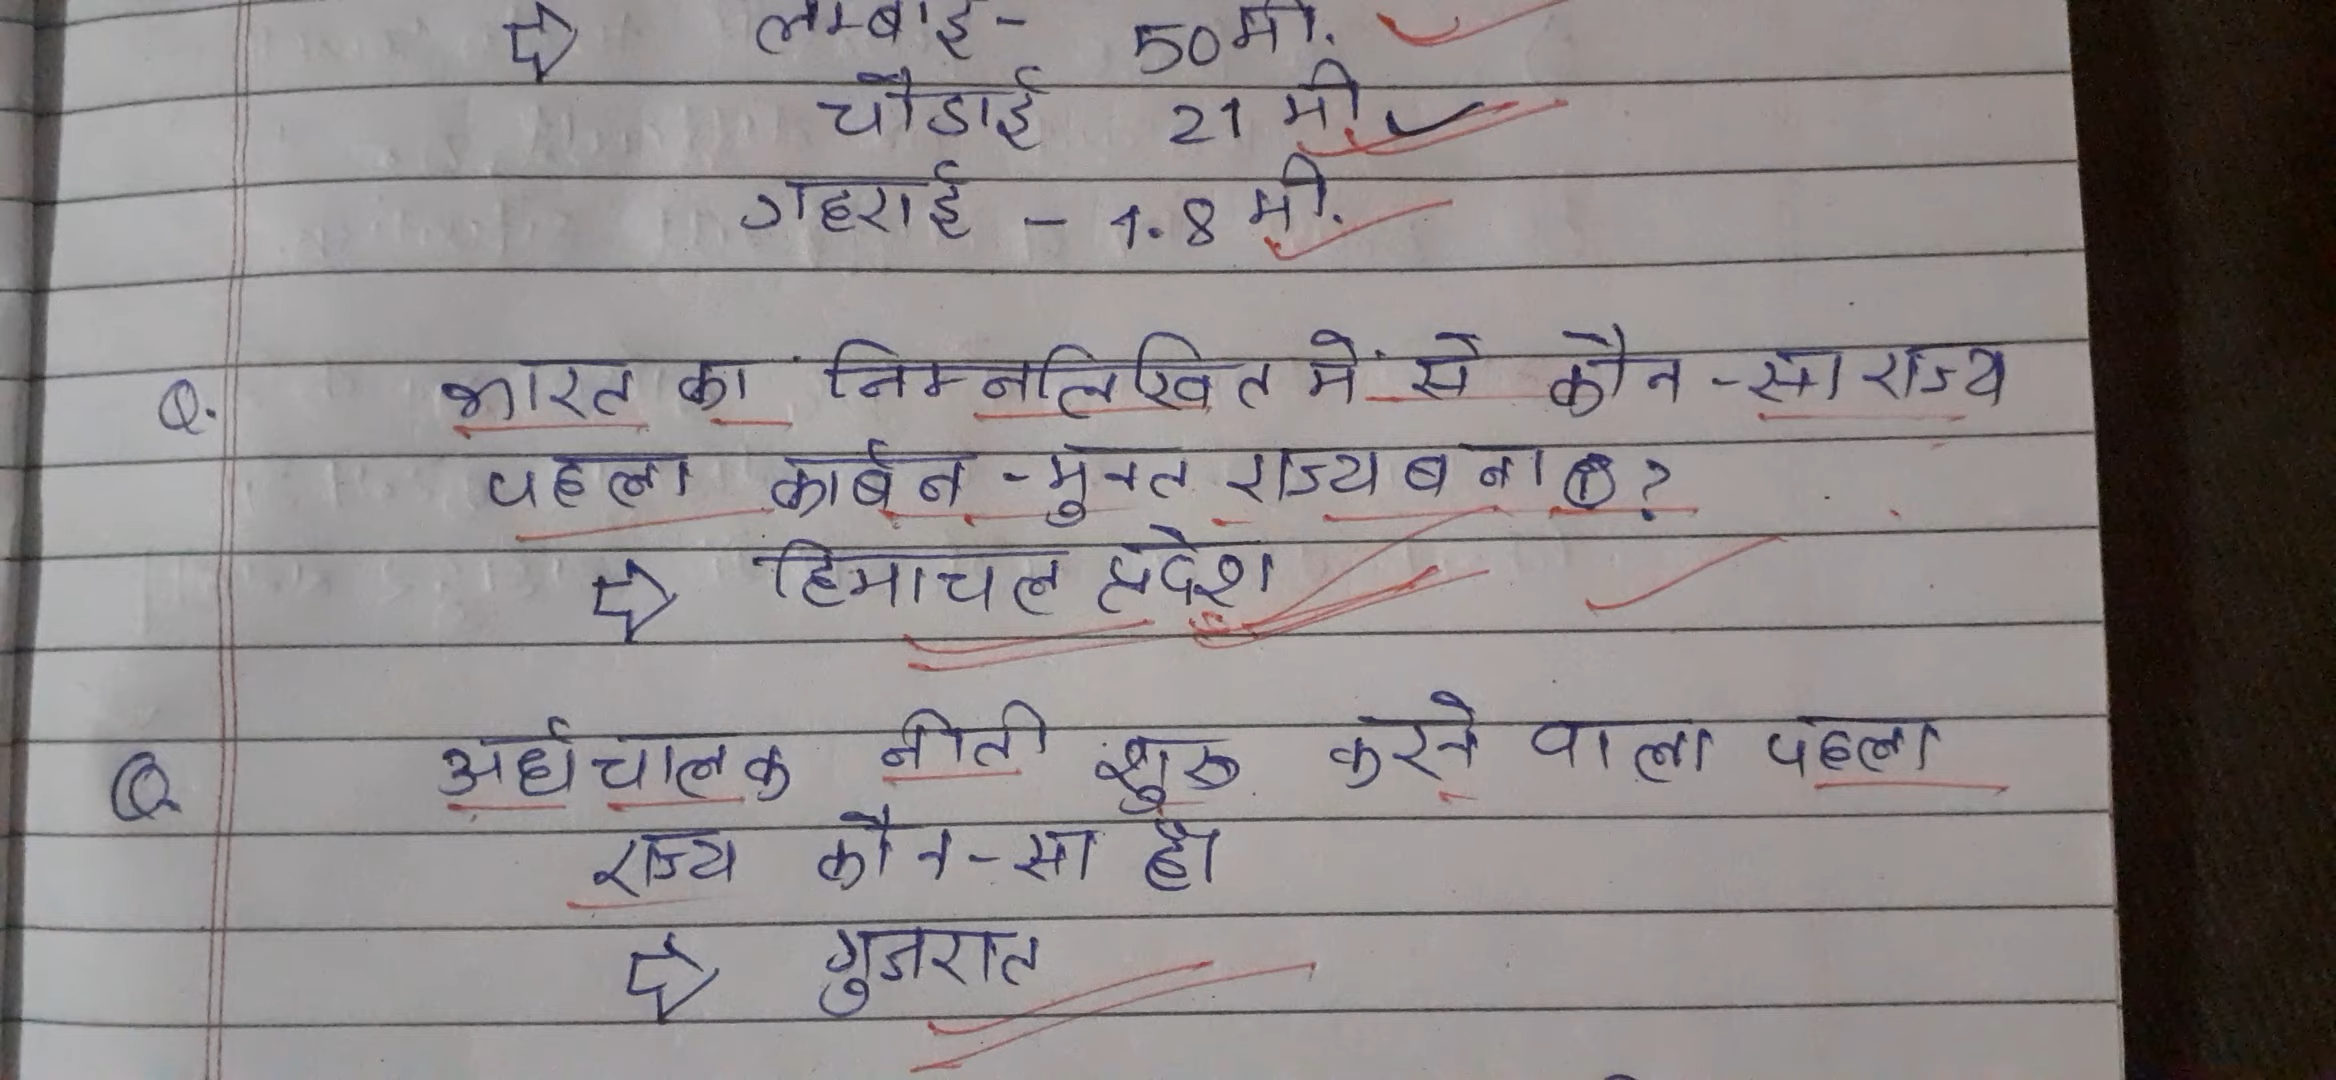 ⇨ लम्बाई - 50 मी.
चौडाई 21 मी.
गहराई - 1.8 मी.
Q. भारत का निम्नलिखित में से कौन-सा राज्य
पहला कार्बन-मुक्त राज्य बना ?
⇨ हिमाचल प्रदेश
Q अर्धचालक नीती शुरू करने वाला पहला
राज्य कौन-सा है
⇨ गुजरात